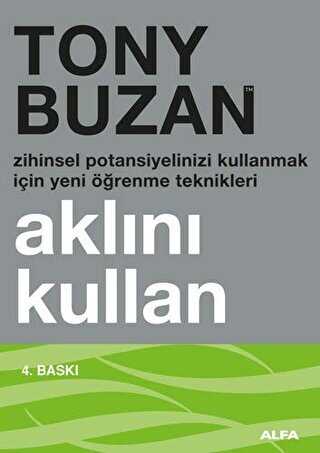 TONY
BUZAN™
zihinsel potansiyelinizi kullanmak
için yeni öğrenme teknikleri
aklını
kullan
4. BASKI
ALFA